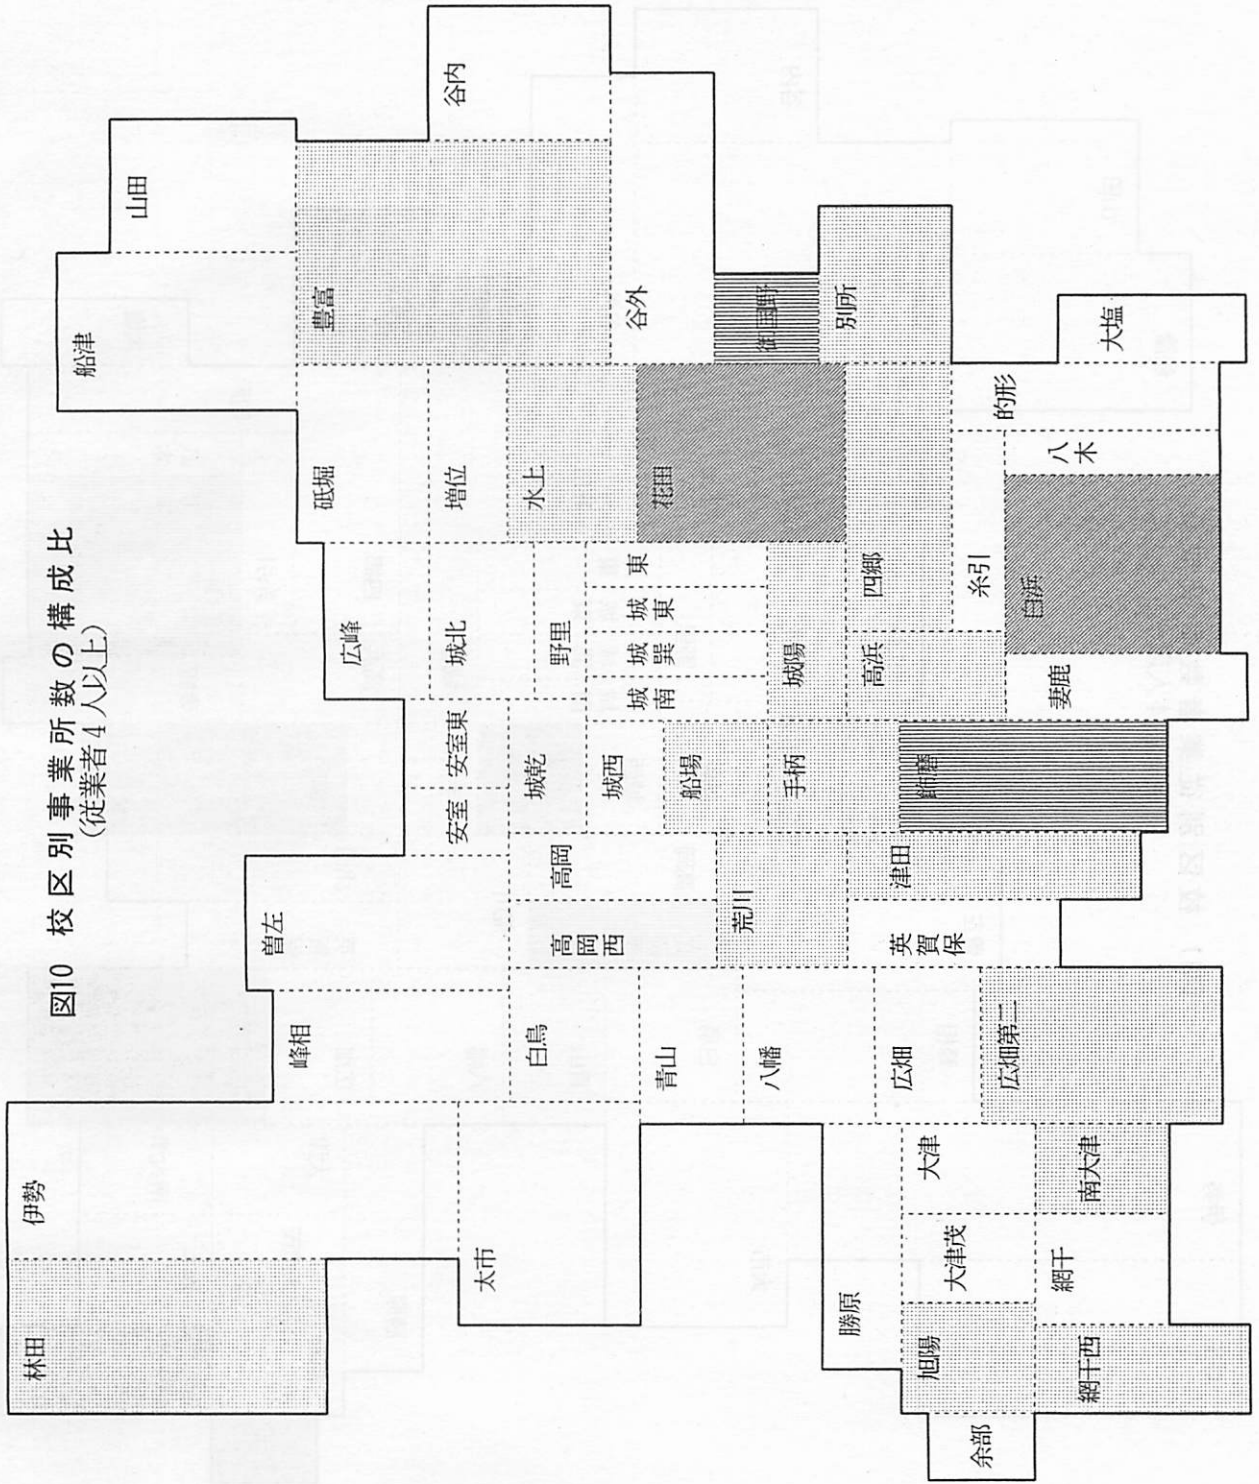 図10 校区別事業所数の構成比
(従業者4人以上)
林田
伊勢
船津
山田
曽左
峰相
広峰
砥堀
豊富
安室
安室東
城北
増位
谷内
太市
白鳥
高岡西
高岡
城乾
野里
水上
城西
城南
城巽
城東
東
谷外
青山
船場
花田
荒川
八幡
手柄
城陽
御国野
勝原
四郷
別所
高浜
津田
英賀保
広畑
飾磨
旭陽
大津茂
大津
余部
糸引
的形
広畑第二
白浜
妻鹿
八木
網干西
網干
南大津
大塩